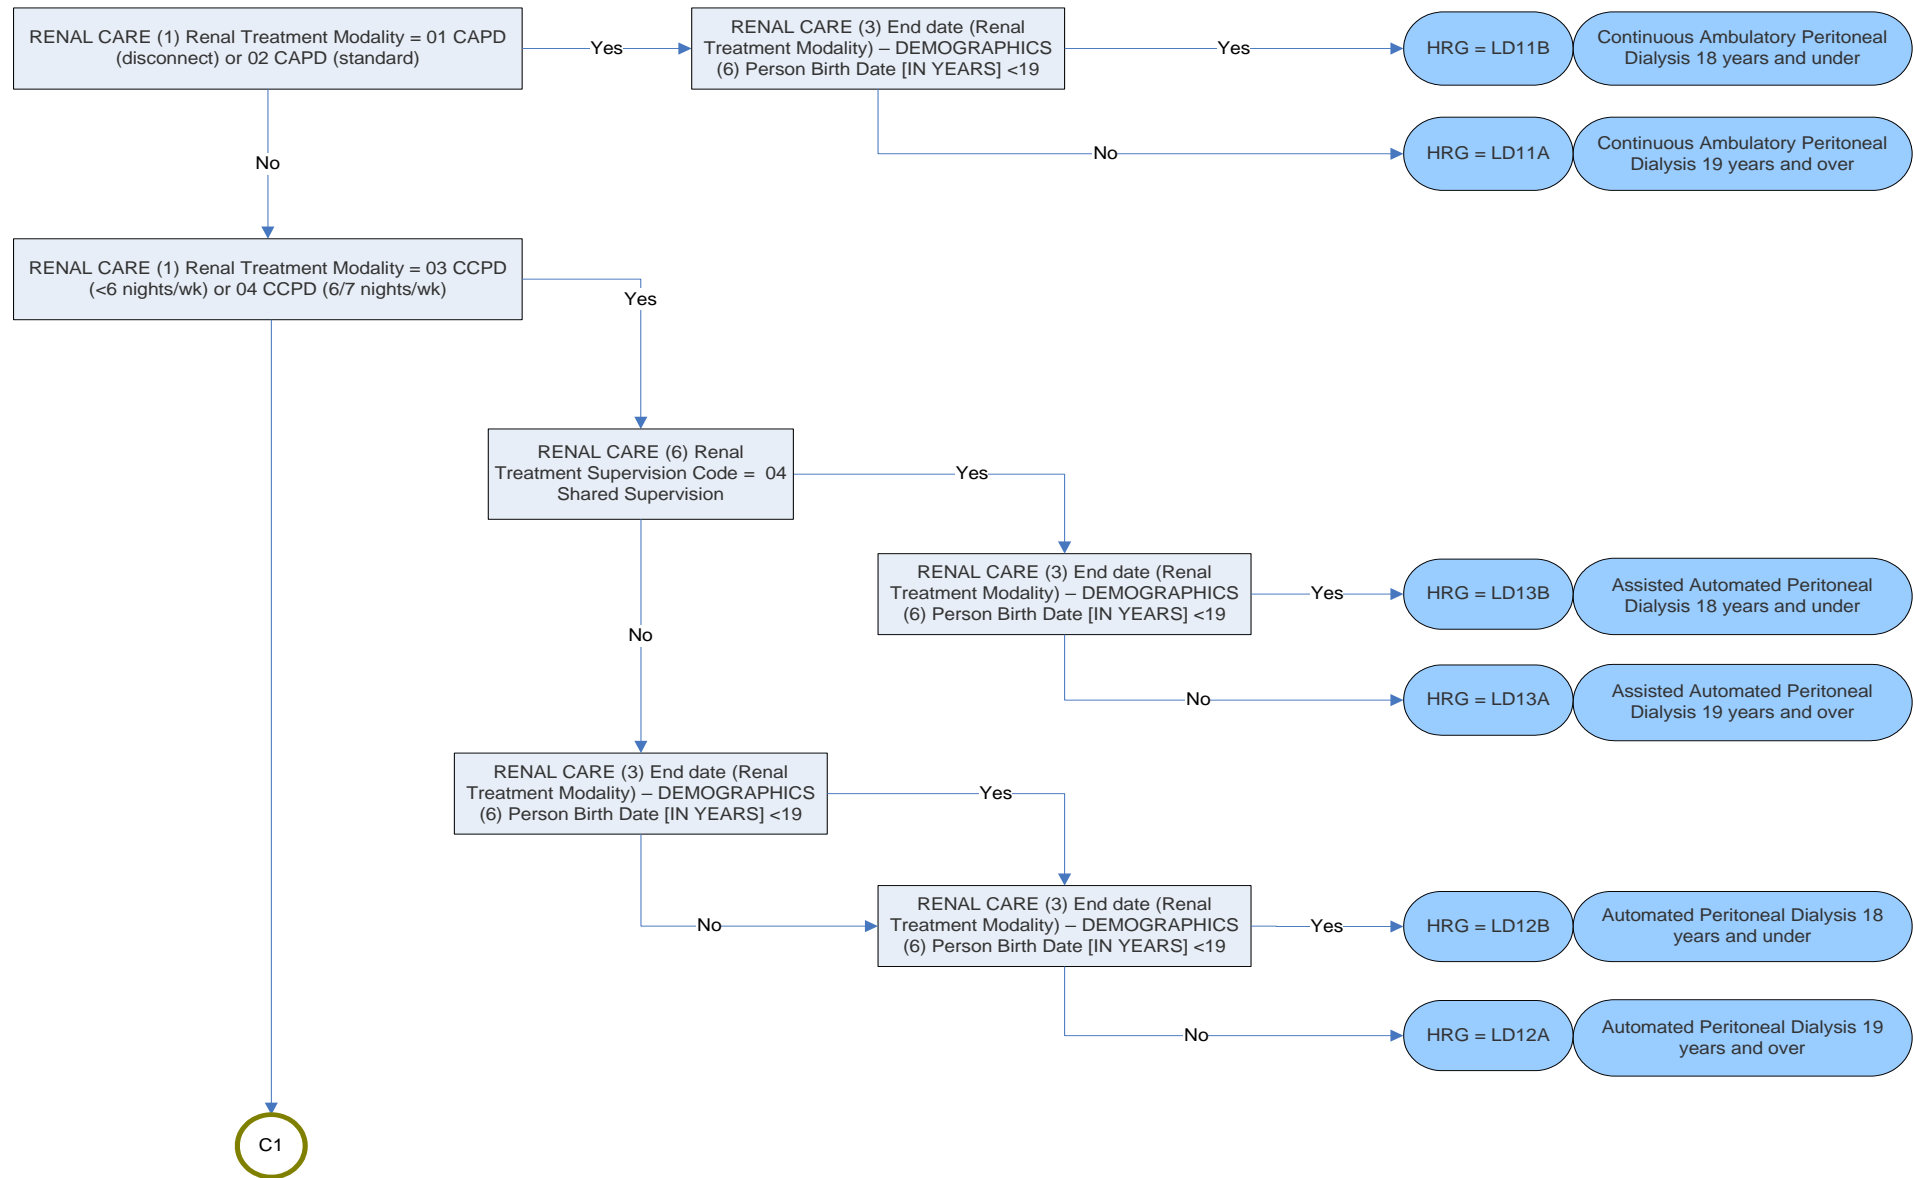 RENAL CARE (1) Renal Treatment Modality = 01 CAPD
(disconnect) or 02 CAPD (standard)
Yes
RENAL CARE (3) End date (Renal
Treatment Modality) – DEMOGRAPHICS
(6) Person Birth Date [IN YEARS] <19
Yes
HRG = LD11B
Continuous Ambulatory Peritoneal
Dialysis 18 years and under
No
HRG = LD11A
Continuous Ambulatory Peritoneal
Dialysis 19 years and over
No
RENAL CARE (1) Renal Treatment Modality = 03 CCPD
(<6 nights/wk) or 04 CCPD (6/7 nights/wk)
Yes
RENAL CARE (6) Renal
Treatment Supervision Code =  04
Shared Supervision
Yes
RENAL CARE (3) End date (Renal
Treatment Modality) – DEMOGRAPHICS
(6) Person Birth Date [IN YEARS] <19
Yes
HRG = LD13B
Assisted Automated Peritoneal
Dialysis 18 years and under
No
No
HRG = LD13A
Assisted Automated Peritoneal
Dialysis 19 years and over
RENAL CARE (3) End date (Renal
Treatment Modality) – DEMOGRAPHICS
(6) Person Birth Date [IN YEARS] <19
Yes
No
RENAL CARE (3) End date (Renal
Treatment Modality) – DEMOGRAPHICS
(6) Person Birth Date [IN YEARS] <19
Yes
HRG = LD12B
Automated Peritoneal Dialysis 18
years and under
No
HRG = LD12A
Automated Peritoneal Dialysis 19
years and over
C1